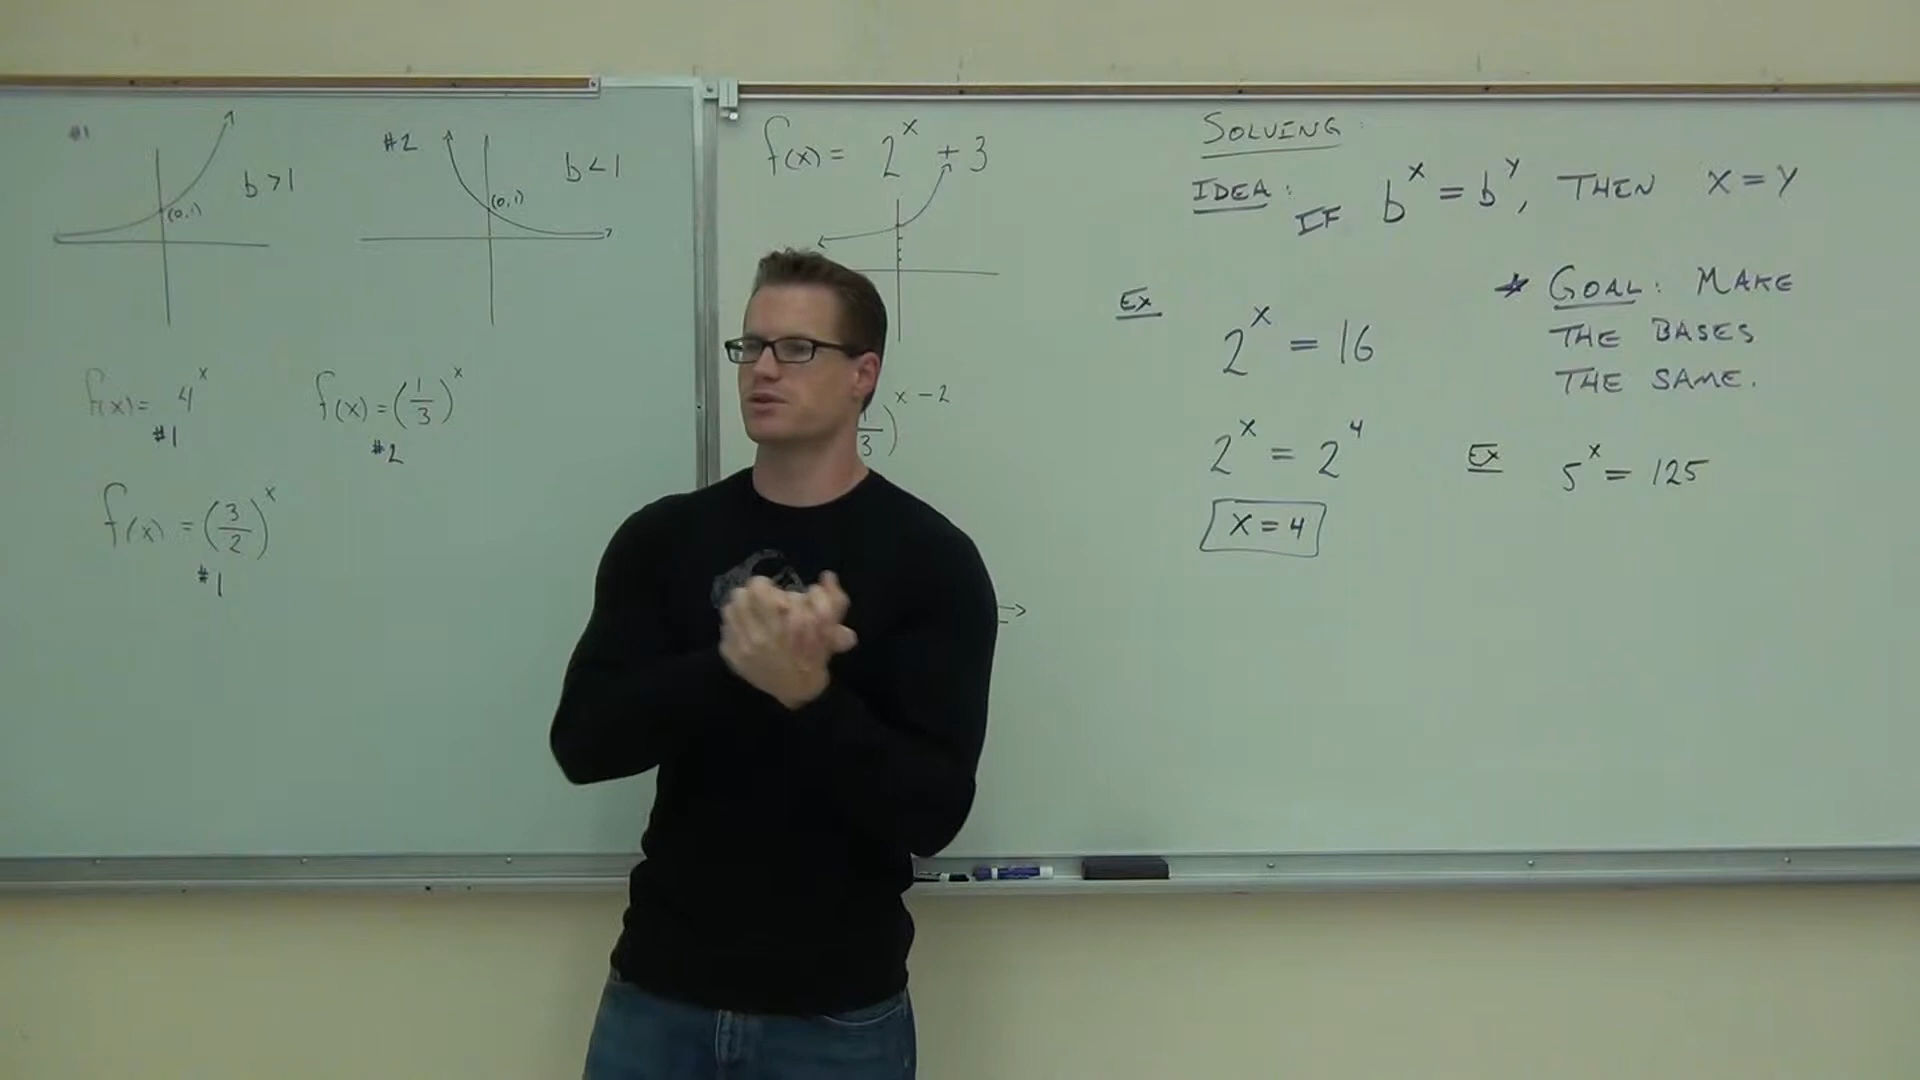 #1
b > 1
(0,1)
#2
b < 1
(0,1)
f(x) = 4^x
#1
f(x) = (1/3)^x
#2
f(x) = (3/2)^x
#1
f(x) = 2^x + 3
3)^x - 2
SOLVING:
IDEA: IF b^x = b^y, THEN x = y
* GOAL: MAKE
THE BASES
THE SAME.
Ex
2^x = 16
2^x = 2^4
x = 4
Ex 5^x = 125